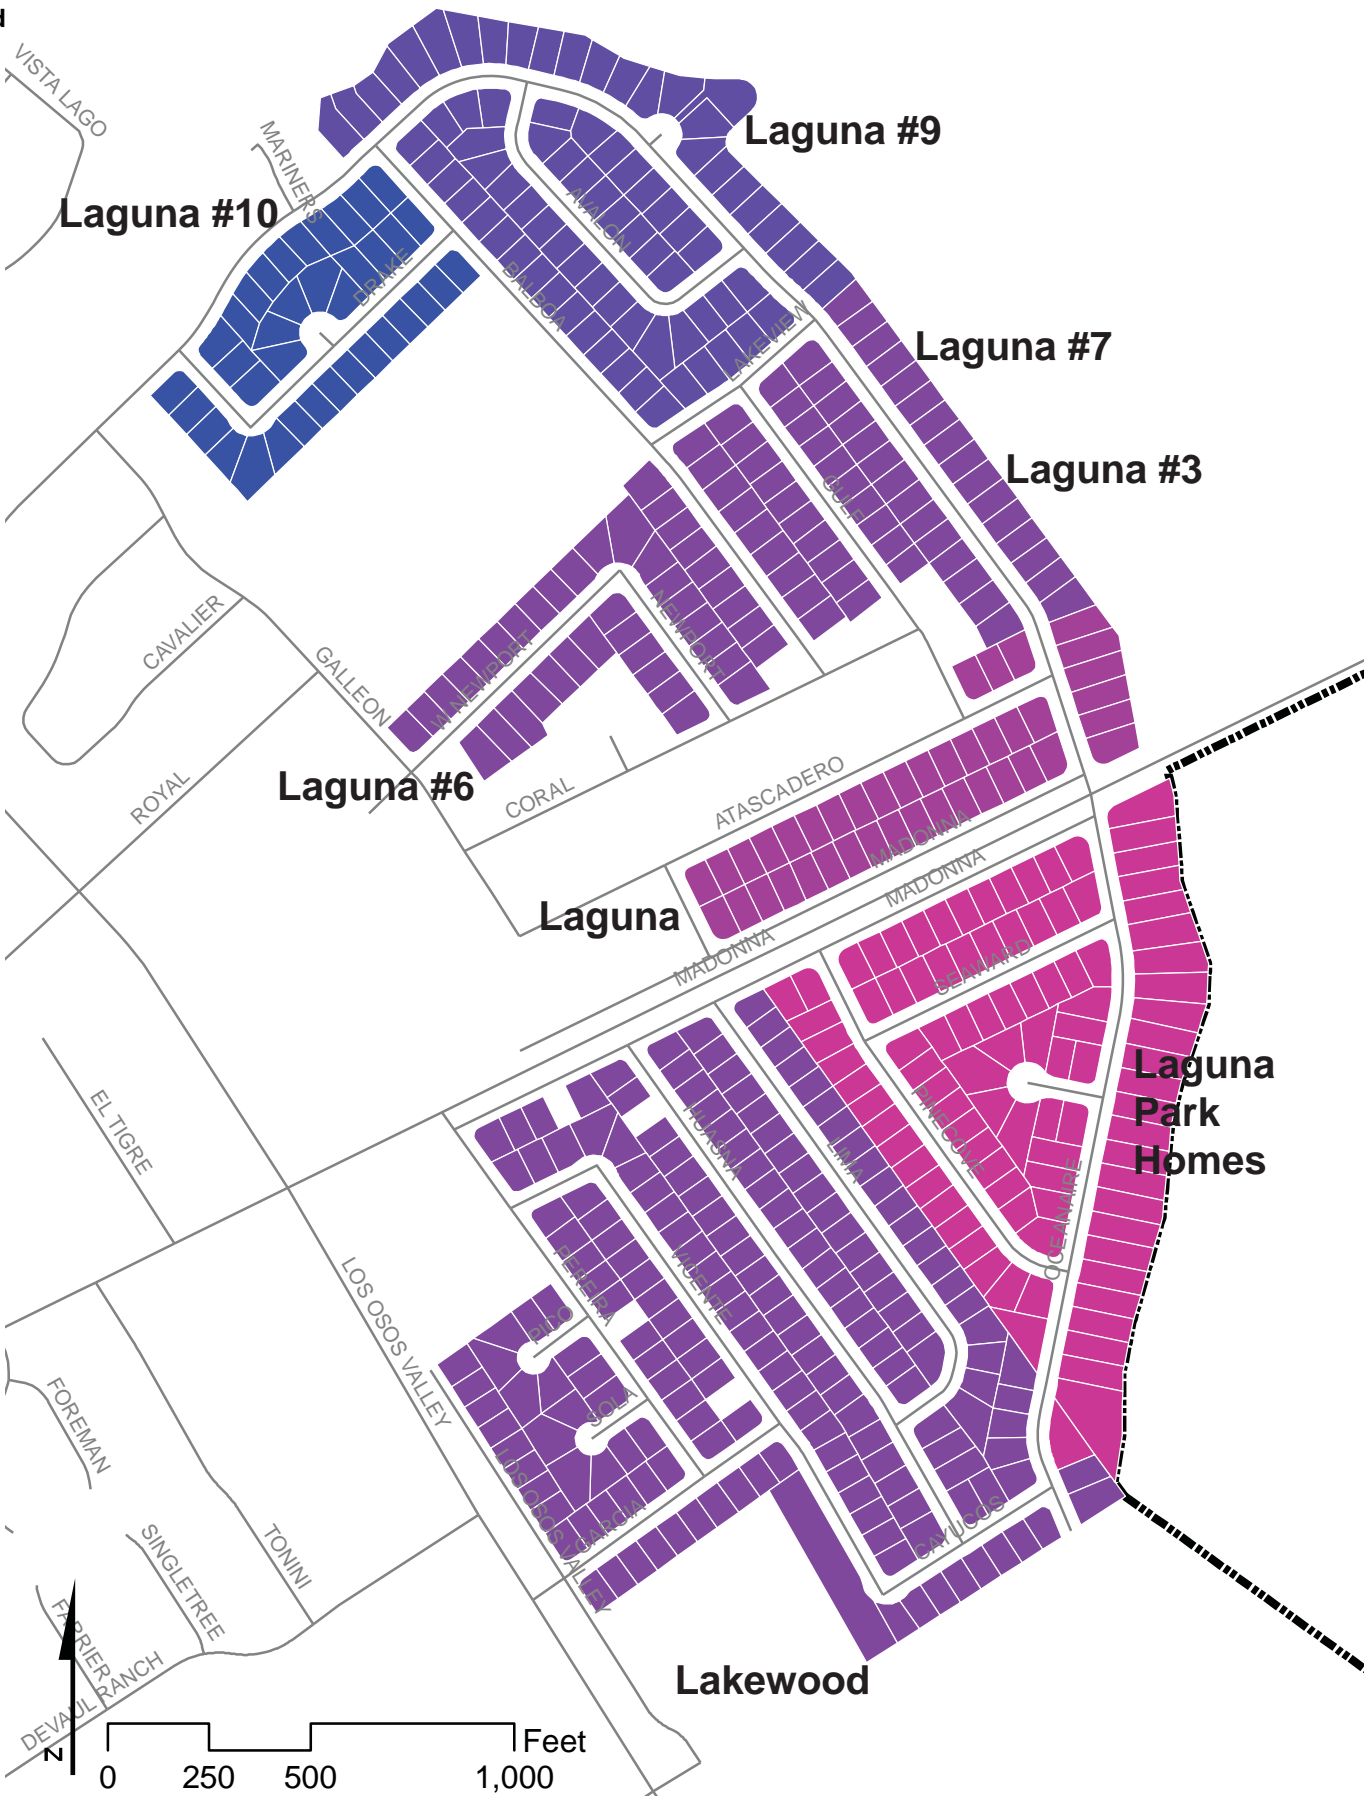 d
VISTA LAGO
MARINERS
Laguna #9
Laguna #10
AVALON
DRAKE
BALBOA
LAKEVIEW
Laguna #7
Laguna #3
GULF
CAVALIER
NEWPORT
GALLEON
W NEWPORT
ROYAL
Laguna #6
CORAL
ATASCADERO
MADONNA
MADONNA
Laguna
MADONNA
SEAWARD
EL TIGRE
HUASNA
LIMA
PINECOVE
Laguna
Park
Homes
OCEANAIRE
LOS OSOS VALLEY
PEREIRA
VICENTE
PICO
FOREMAN
SOLA
LOS OSOS VALLEY
GARCIA
CAYUCOS
SINGLETREE
TONINI
FARRIER
DEVAUL RANCH
Lakewood
N
Feet
0 250 500 1,000